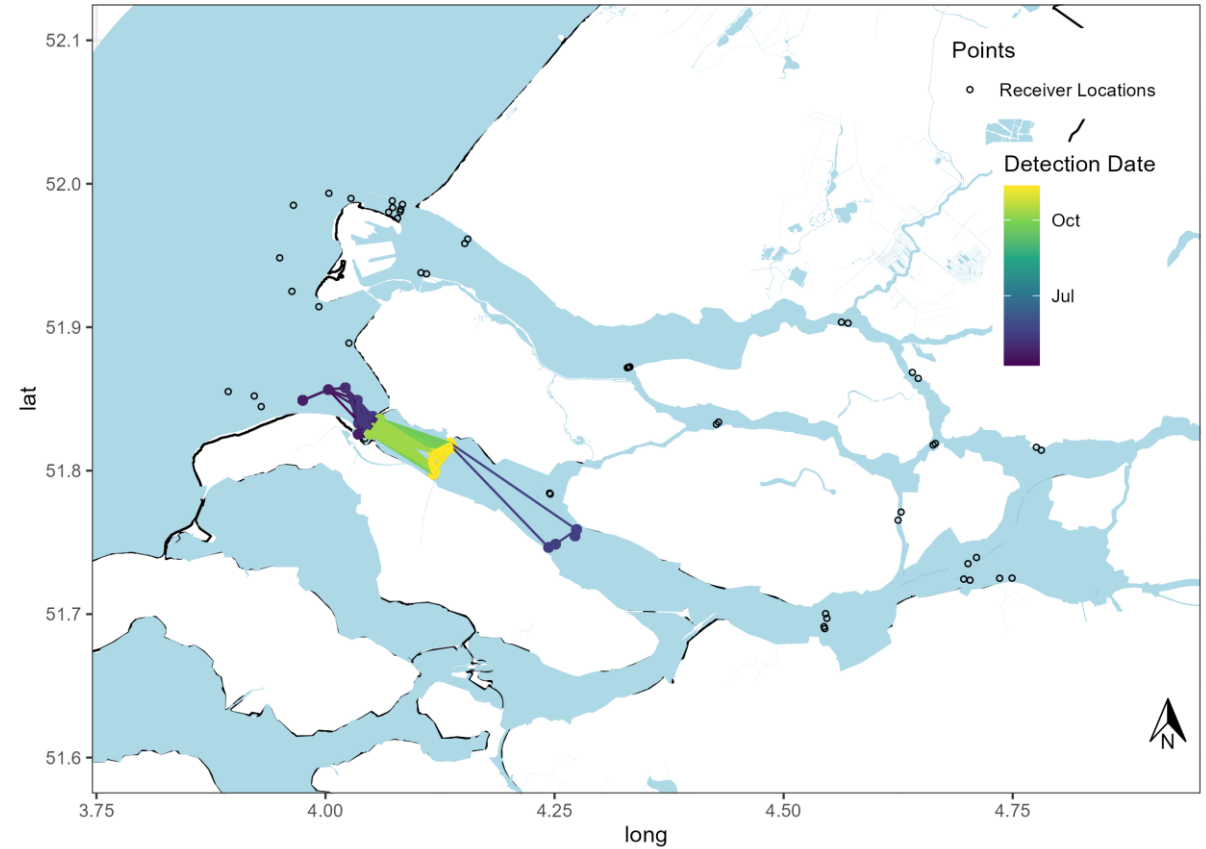 52.1
52.0
51.9
51.8
51.7
51.6
lat
3.75
4.00
4.25
4.50
4.75
long
Points
Receiver Locations
Detection Date
Oct
Jul
N